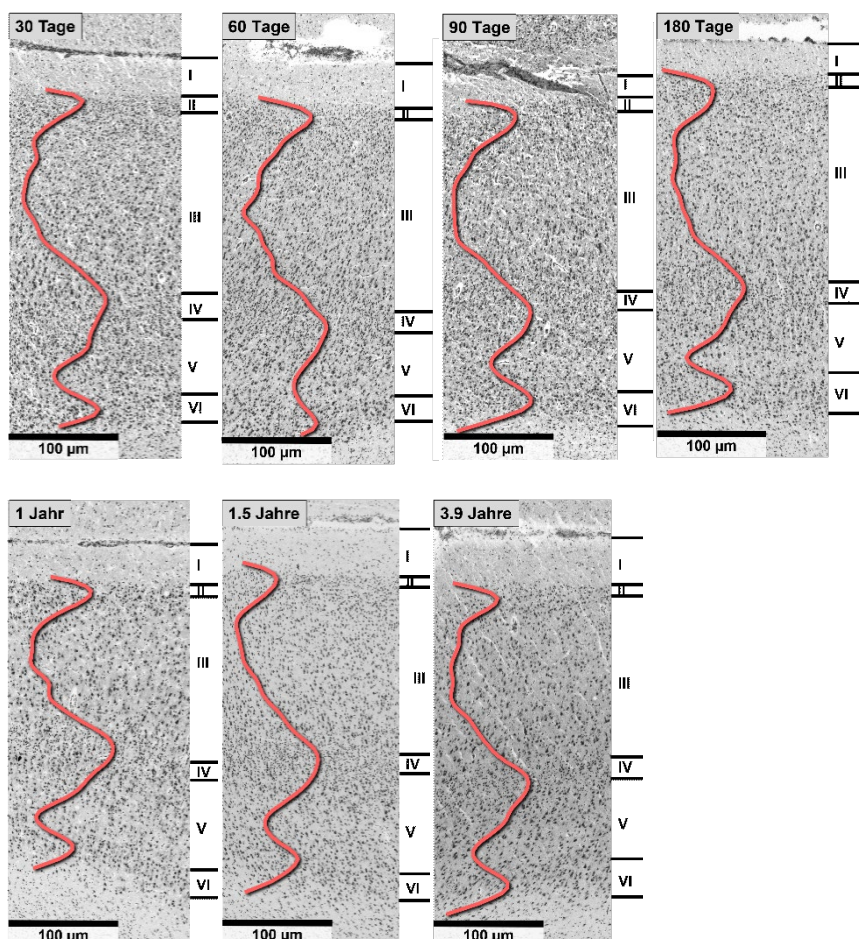 30 Tage
I
II
III
IV
V
VI
100 µm
60 Tage
I
II
III
IV
V
VI
100 µm
90 Tage
I
II
III
IV
V
VI
100 µm
180 Tage
I
II
III
IV
V
VI
100 µm
1 Jahr
I
II
III
IV
V
VI
100 µm
1.5 Jahre
I
II
III
IV
V
VI
100 µm
3.9 Jahre
I
II
III
IV
V
VI
100 µm